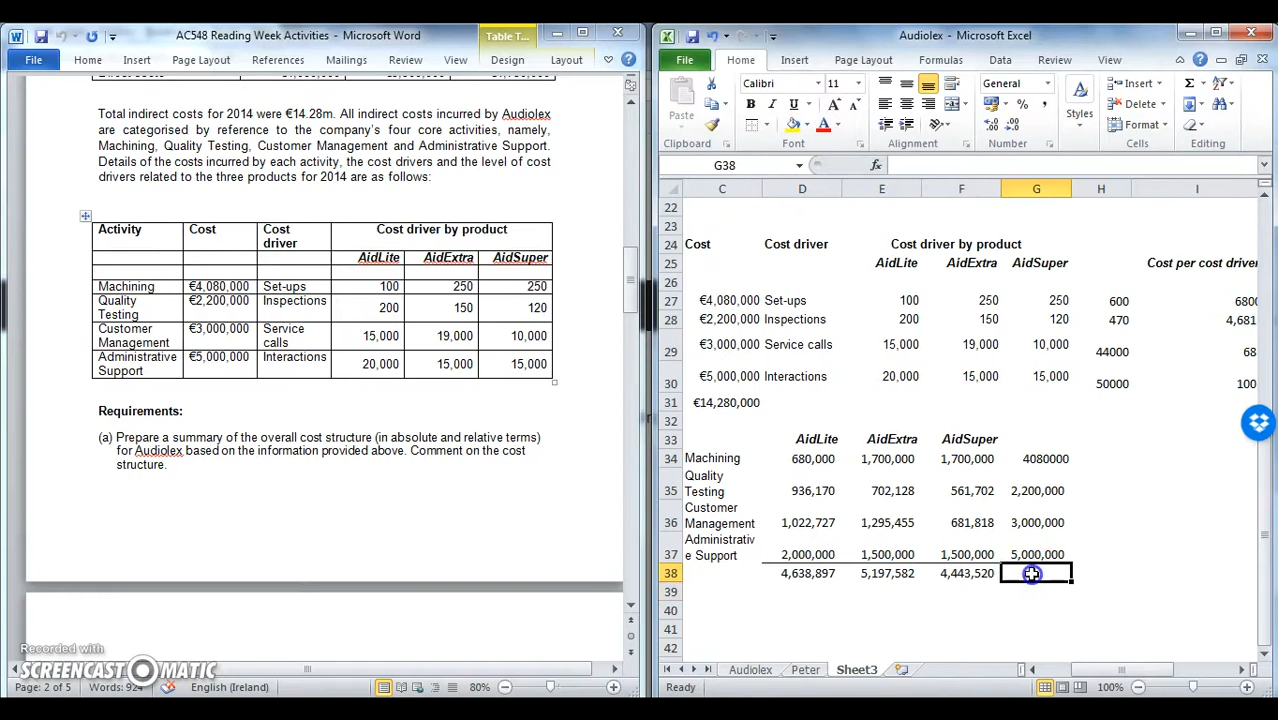 AC548 Reading Week Activities - Microsoft Word
Table T...
File Home Insert Page Layout References Mailings Review View Design Layout
Total indirect costs for 2014 were €14.28m. All indirect costs incurred by Audiolex
are categorised by reference to the company's four core activities, namely,
Machining, Quality Testing, Customer Management and Administrative Support.
Details of the costs incurred by each activity, the cost drivers and the level of cost
drivers related to the three products for 2014 are as follows:
Activity Cost Cost Cost driver by product
driver
AidLite AidExtra AidSuper
Machining €4,080,000 Set-ups 100 250 250
Quality €2,200,000 Inspections 200 150 120
Testing
Customer €3,000,000 Service 15,000 19,000 10,000
Management calls
Administrative €5,000,000 Interactions 20,000 15,000 15,000
Support
Requirements:
(a) Prepare a summary of the overall cost structure (in absolute and relative terms)
for Audiolex based on the information provided above. Comment on the cost
structure.
Recorded with
SCREENCAST-O-MATIC
Page: 2 of 5 Words: 924 English (Ireland) 80%
Audiolex - Microsoft Excel
File Home Insert Page Layout Formulas Data Review View
Paste
Calibri 11
B I U A A
General
Styles
Insert
Delete
Format
Clipboard Font Alignment Number Cells Editing
G38 fx
C D E F G H I
22
23
24 Cost Cost driver Cost driver by product
25 AidLite AidExtra AidSuper Cost per cost driver
26
27 €4,080,000 Set-ups 100 250 250 600 6800
28 €2,200,000 Inspections 200 150 120 470 4,681
29 €3,000,000 Service calls 15,000 19,000 10,000 44000 68
30 €5,000,000 Interactions 20,000 15,000 15,000 50000 100
31 €14,280,000
32
33 AidLite AidExtra AidSuper
34 Machining 680,000 1,700,000 1,700,000 4080000
Quality
35 Testing 936,170 702,128 561,702 2,200,000
Customer
36 Management 1,022,727 1,295,455 681,818 3,000,000
Administrativ
37 e Support 2,000,000 1,500,000 1,500,000 5,000,000
38 4,638,897 5,197,582 4,443,520
39
40
41
42
Audiolex Peter Sheet3
Ready 100%